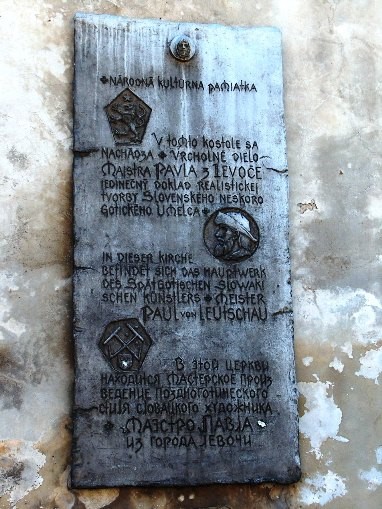 NÁRODNÁ KULTÚRNA PAMIATKA
V TOMTO KOSTOLE SA
NACHÁDZA VRCHOLNÉ DIELO
MAJSTRA PAVLA Z LEVOČE
JEDINEČNÝ DOKLAD REALISTICKEJ
TVORBY SLOVENSKÉHO NESKORO
GOTICKÉHO UMELCA
IN DIESER KIRCHE
BEFINDET SICH DAS HAUPTWERK
DES SPÄTGOTISCHEN SLOWAKI
SCHEN KÜNSTLERS MEISTER
PAUL VON LEUTSCHAU
В ЭТОЙ ЦЕРКВИ
НАХОДИТСЯ МАСТЕРСКОЕ ПРОИЗ
ВЕДЕНИЕ ПОЗДНОГОТИЧЕСКОГО
СЛОВАЦКОГО ХУДОЖНИКА
МАЭСТРО ПАВЛА
ИЗ ГОРОДА ЛЕВОЧИ